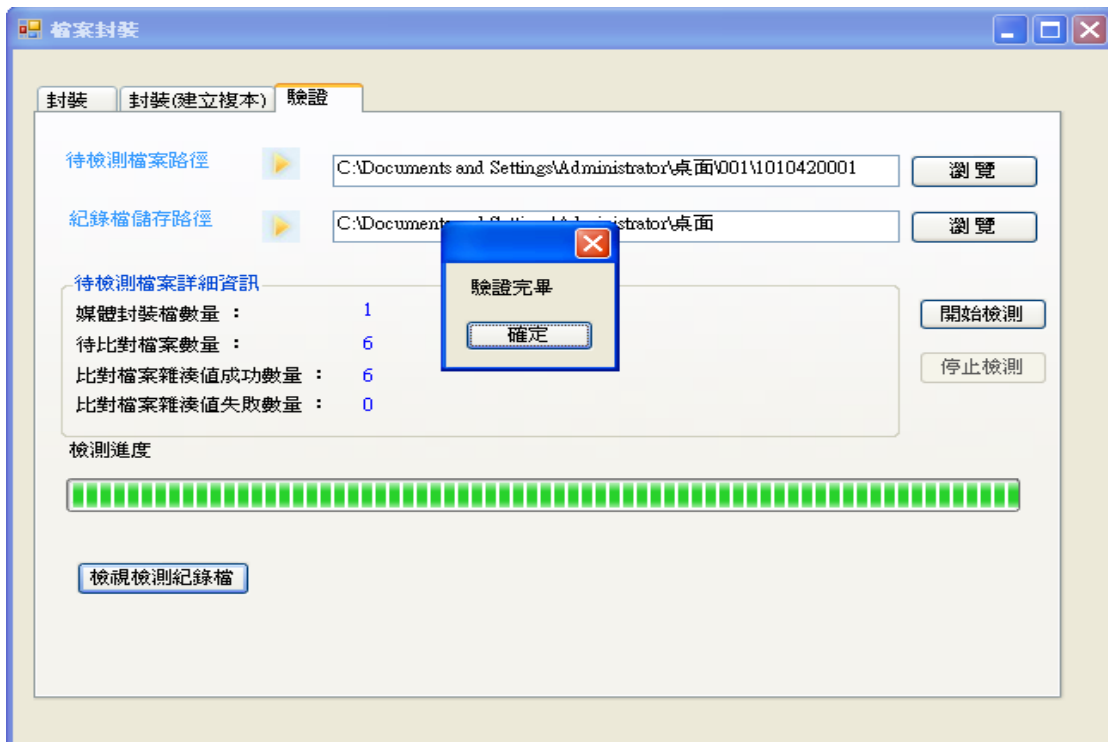 檔案封裝
封裝 封裝(建立複本) 驗證
待檢測檔案路徑 C:\Documents and Settings\Administrator\桌面\001\1010420001 瀏覽
紀錄檔儲存路徑 C:\Document strator\桌面 瀏覽
驗證完畢
確定
待檢測檔案詳細資訊
媒體封裝檔數量 : 1
待比對檔案數量 : 6
比對檔案雜湊值成功數量 : 6
比對檔案雜湊值失敗數量 : 0
開始檢測
停止檢測
檢測進度
檢視檢測紀錄檔